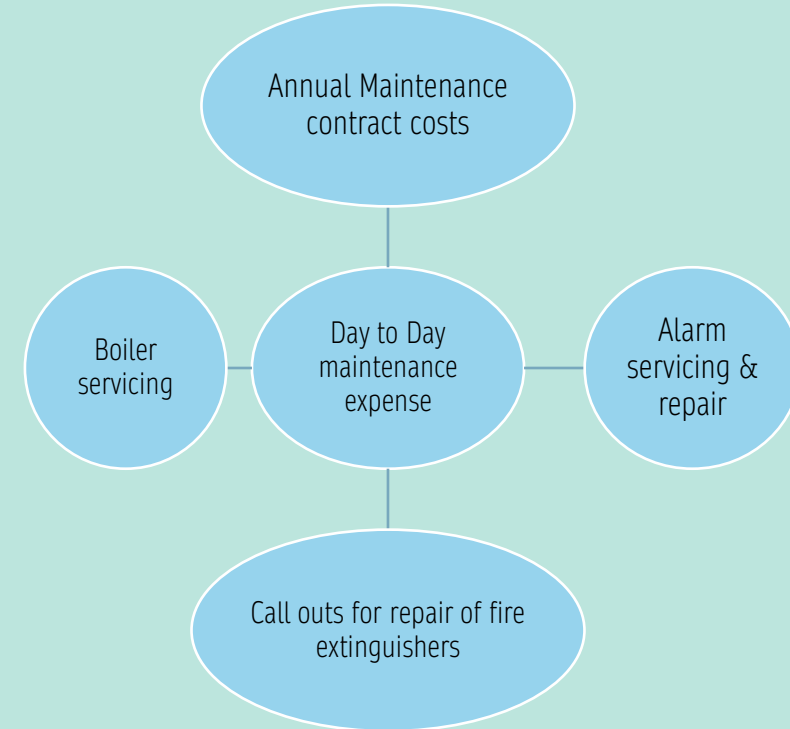 Annual Maintenance
contract costs
Boiler
servicing
Day to Day
maintenance
expense
Alarm
servicing &
repair
Call outs for repair of fire
extinguishers